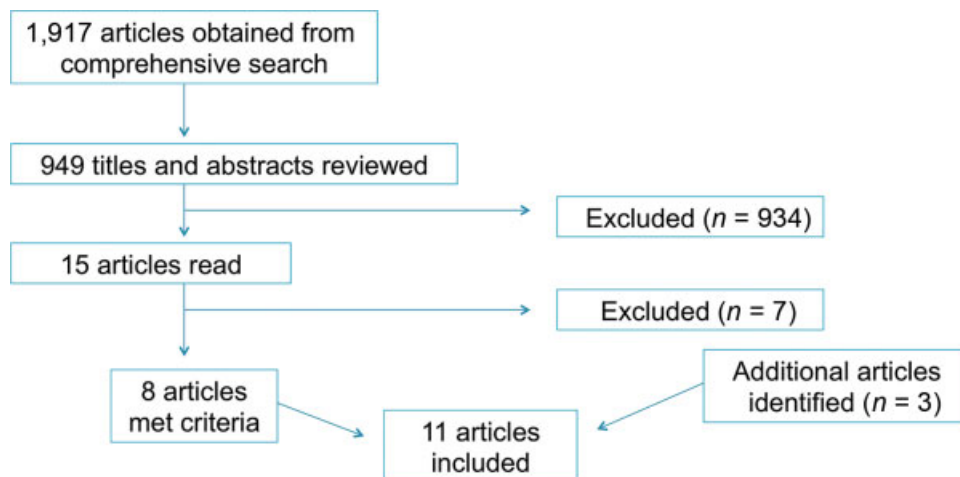 1,917 articles obtained from
comprehensive search
949 titles and abstracts reviewed
Excluded (n = 934)
15 articles read
Excluded (n = 7)
8 articles
met criteria
Additional articles
identified (n = 3)
11 articles
included